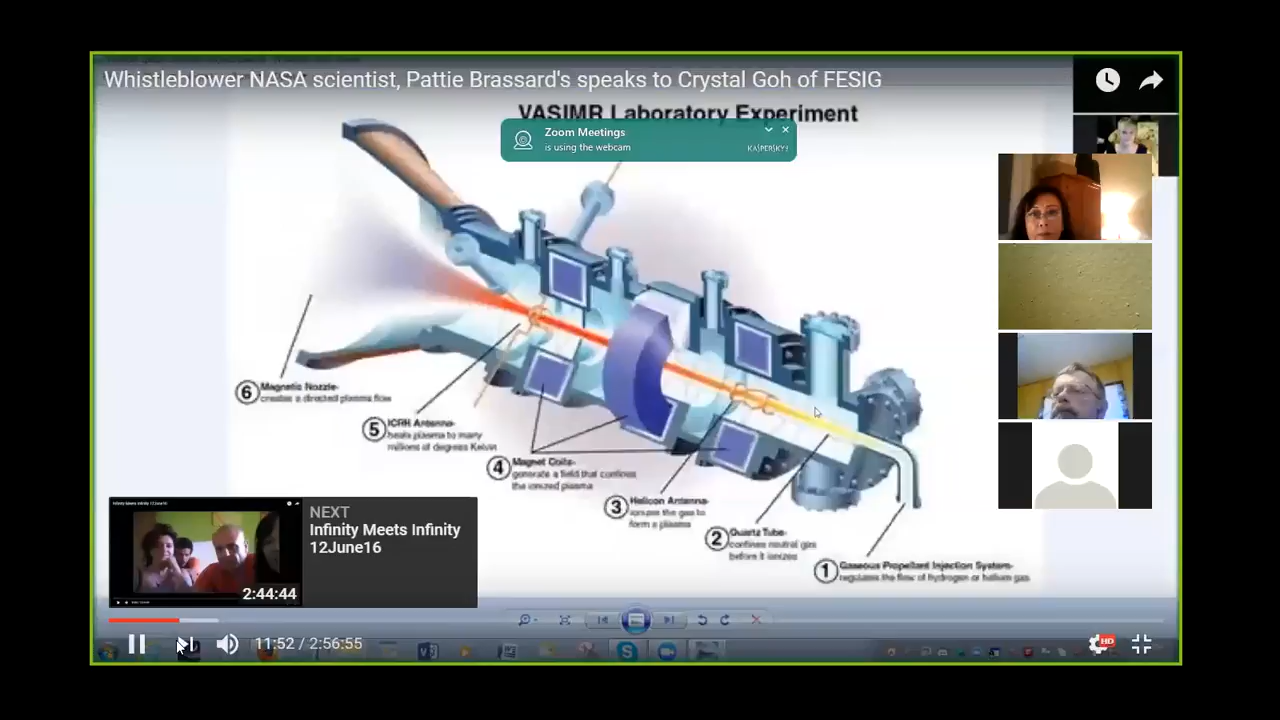 Whistleblower NASA scientist, Pattie Brassard's speaks to Crystal Goh of FESIG
VASIMR Laboratory Experiment
Zoom Meetings
is using the webcam
KASPERSKY
6 Magnetic Nozzle-
creates a directed plasma flow
5 ICRH Antenna-
heats plasma to many
millions of degrees Kelvin
4 Magnet Coils-
generate a field that confines
the ionized plasma
3 Helicon Antenna-
ionizes the gas to
form a plasma
2 Quartz Tube-
confines neutral gas
before it ionizes
1 Gaseous Propellant Injection System-
regulates the flow of hydrogen or helium gas
NEXT
Infinity Meets Infinity
12June16
2:44:44
11:52 / 2:56:55
HD